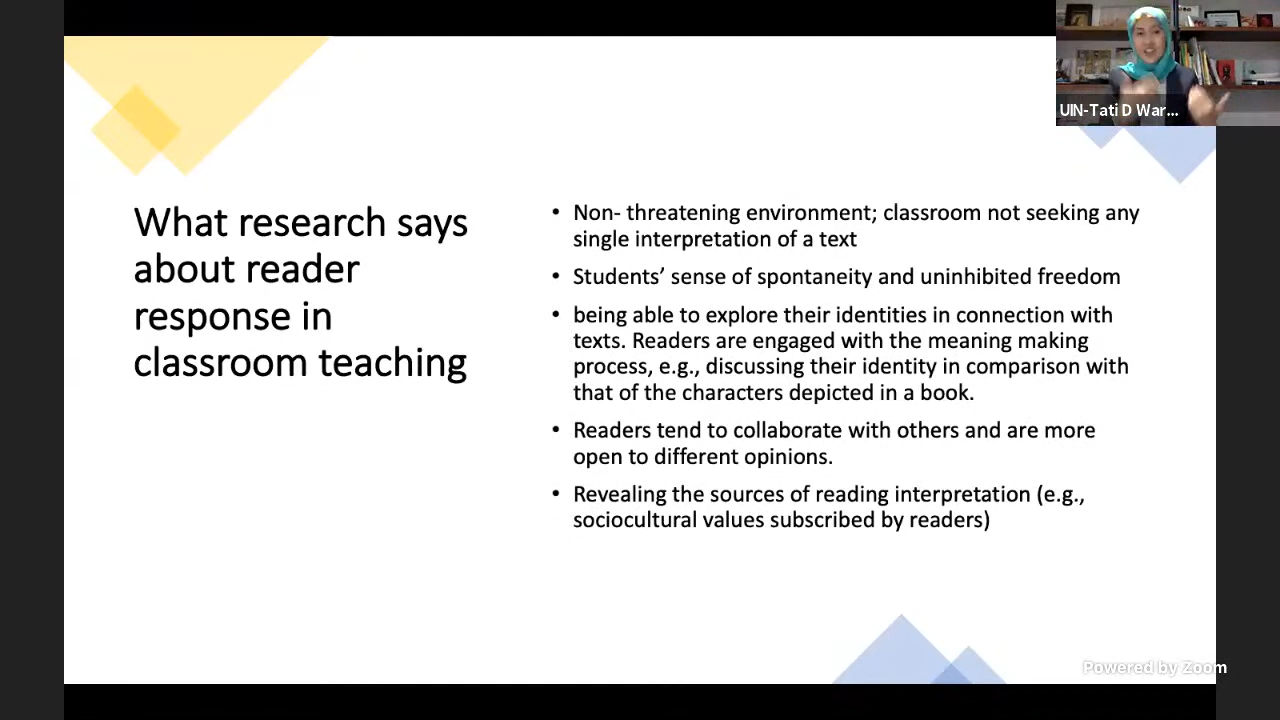 UIN-Tati D War...
What research says
about reader
response in
classroom teaching
• Non- threatening environment; classroom not seeking any
single interpretation of a text
• Students’ sense of spontaneity and uninhibited freedom
• being able to explore their identities in connection with
texts. Readers are engaged with the meaning making
process, e.g., discussing their identity in comparison with
that of the characters depicted in a book.
• Readers tend to collaborate with others and are more
open to different opinions.
• Revealing the sources of reading interpretation (e.g.,
sociocultural values subscribed by readers)
Powered by Zoom